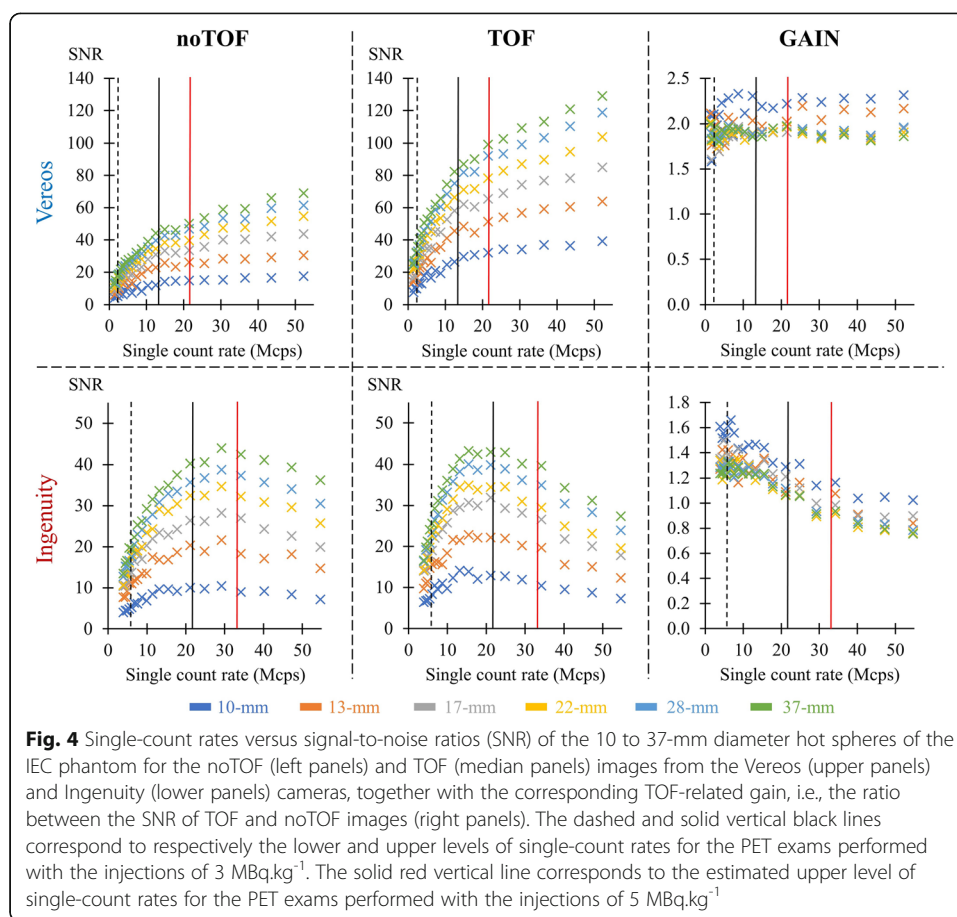 noTOF
TOF
GAIN
SNR
SNR
140
120
100
80
60
40
20
0
0 10 20 30 40 50
Single count rate (Mcps)
140
120
100
80
60
40
20
0
0 10 20 30 40 50
Single count rate (Mcps)
2.5
2.0
1.5
1.0
0.5
0.0
0 10 20 30 40 50
Single count rate (Mcps)
Vereos
SNR
SNR
50
40
30
20
10
0
0 10 20 30 40 50
Single count rate (Mcps)
50
40
30
20
10
0
0 10 20 30 40 50
Single count rate (Mcps)
1.8
1.6
1.4
1.2
1.0
0.8
0.6
0.4
0.2
0.0
0 10 20 30 40 50
Single count rate (Mcps)
Ingenuity
10-mm 13-mm 17-mm 22-mm 28-mm 37-mm
Fig. 4 Single-count rates versus signal-to-noise ratios (SNR) of the 10 to 37-mm diameter hot spheres of the
IEC phantom for the noTOF (left panels) and TOF (median panels) images from the Vereos (upper panels)
and Ingenuity (lower panels) cameras, together with the corresponding TOF-related gain, i.e., the ratio
between the SNR of TOF and noTOF images (right panels). The dashed and solid vertical black lines
correspond to respectively the lower and upper levels of single-count rates for the PET exams performed
with the injections of 3 MBq.kg⁻¹. The solid red vertical line corresponds to the estimated upper level of
single-count rates for the PET exams performed with the injections of 5 MBq.kg⁻¹